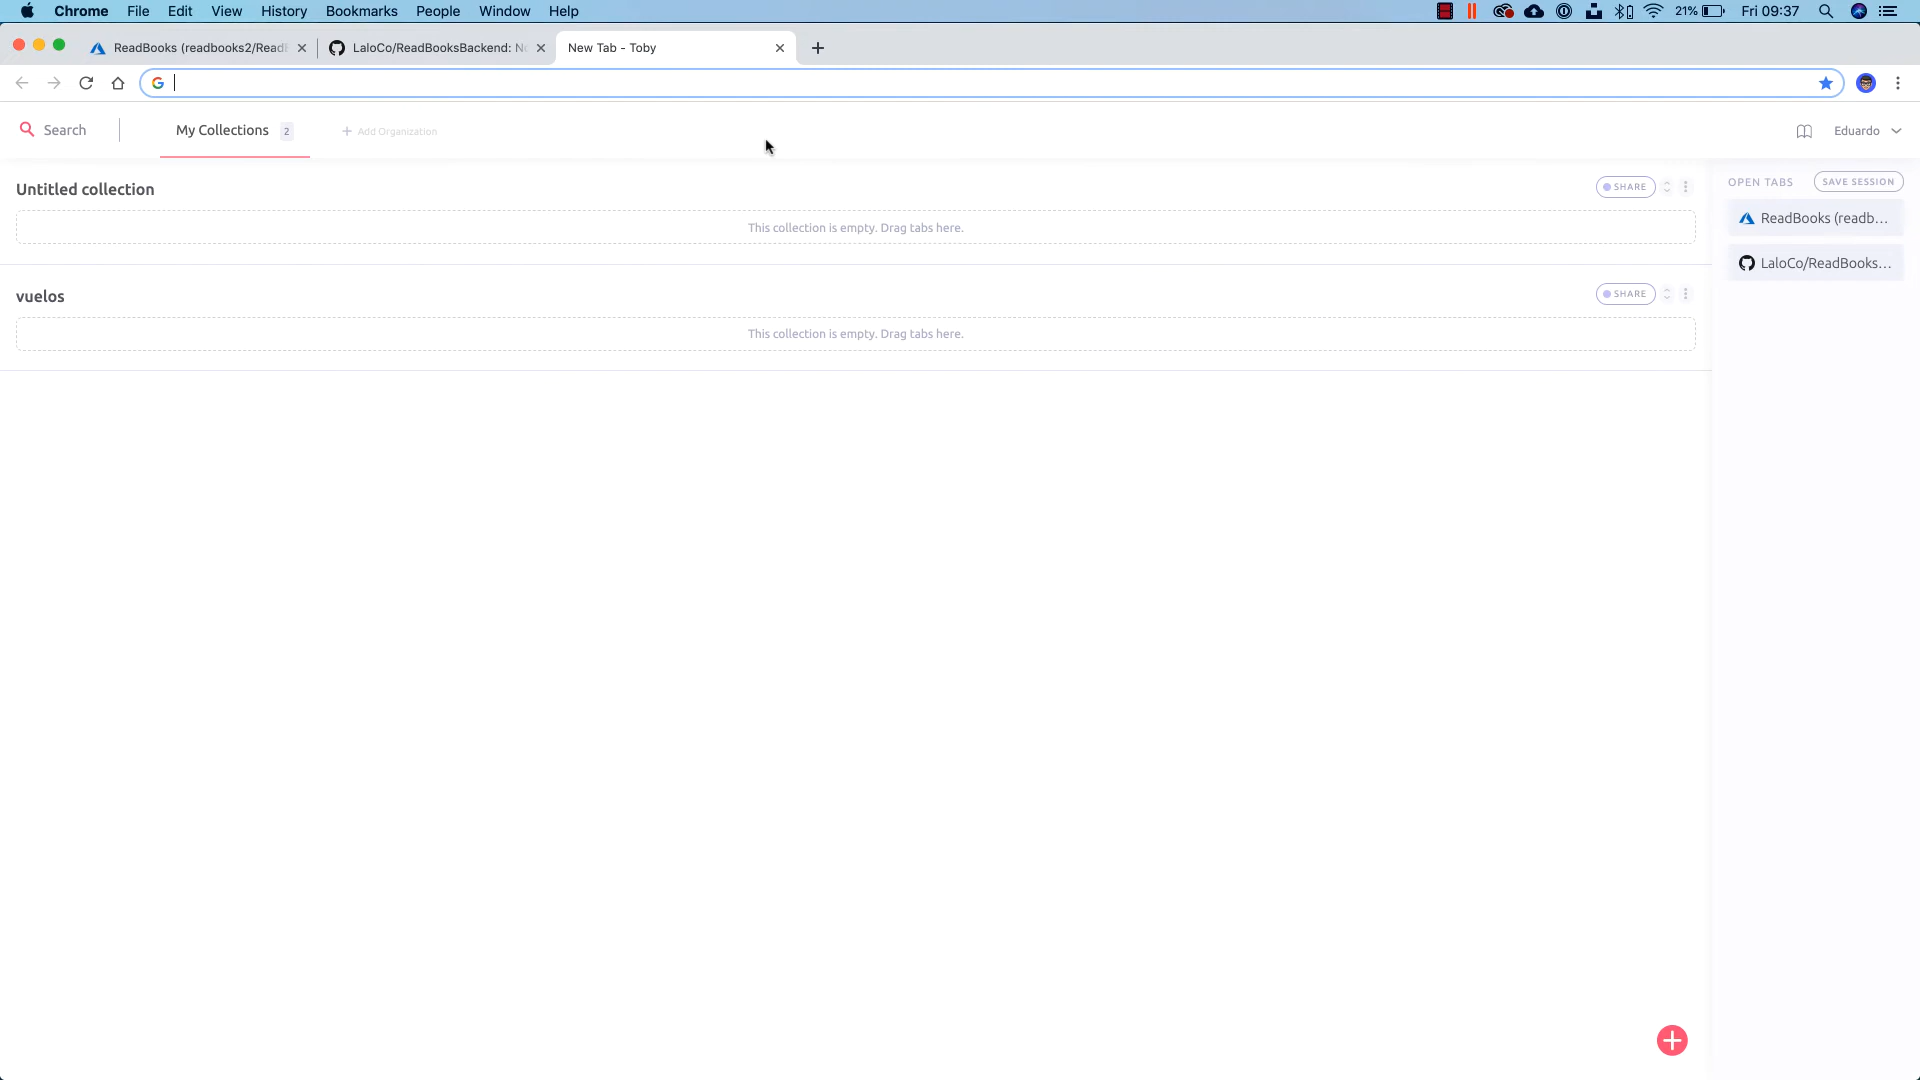 Chrome File Edit View History Bookmarks People Window Help 21% Fri 09:37
ReadBooks (readbooks2/Read LaloCo/ReadBooksBackend: New Tab - Toby
Search My Collections 2 Add Organization Eduardo
Untitled collection SHARE OPEN TABS SAVE SESSION
This collection is empty. Drag tabs here. ReadBooks (readb...
LaloCo/ReadBooks...
vuelos SHARE
This collection is empty. Drag tabs here.